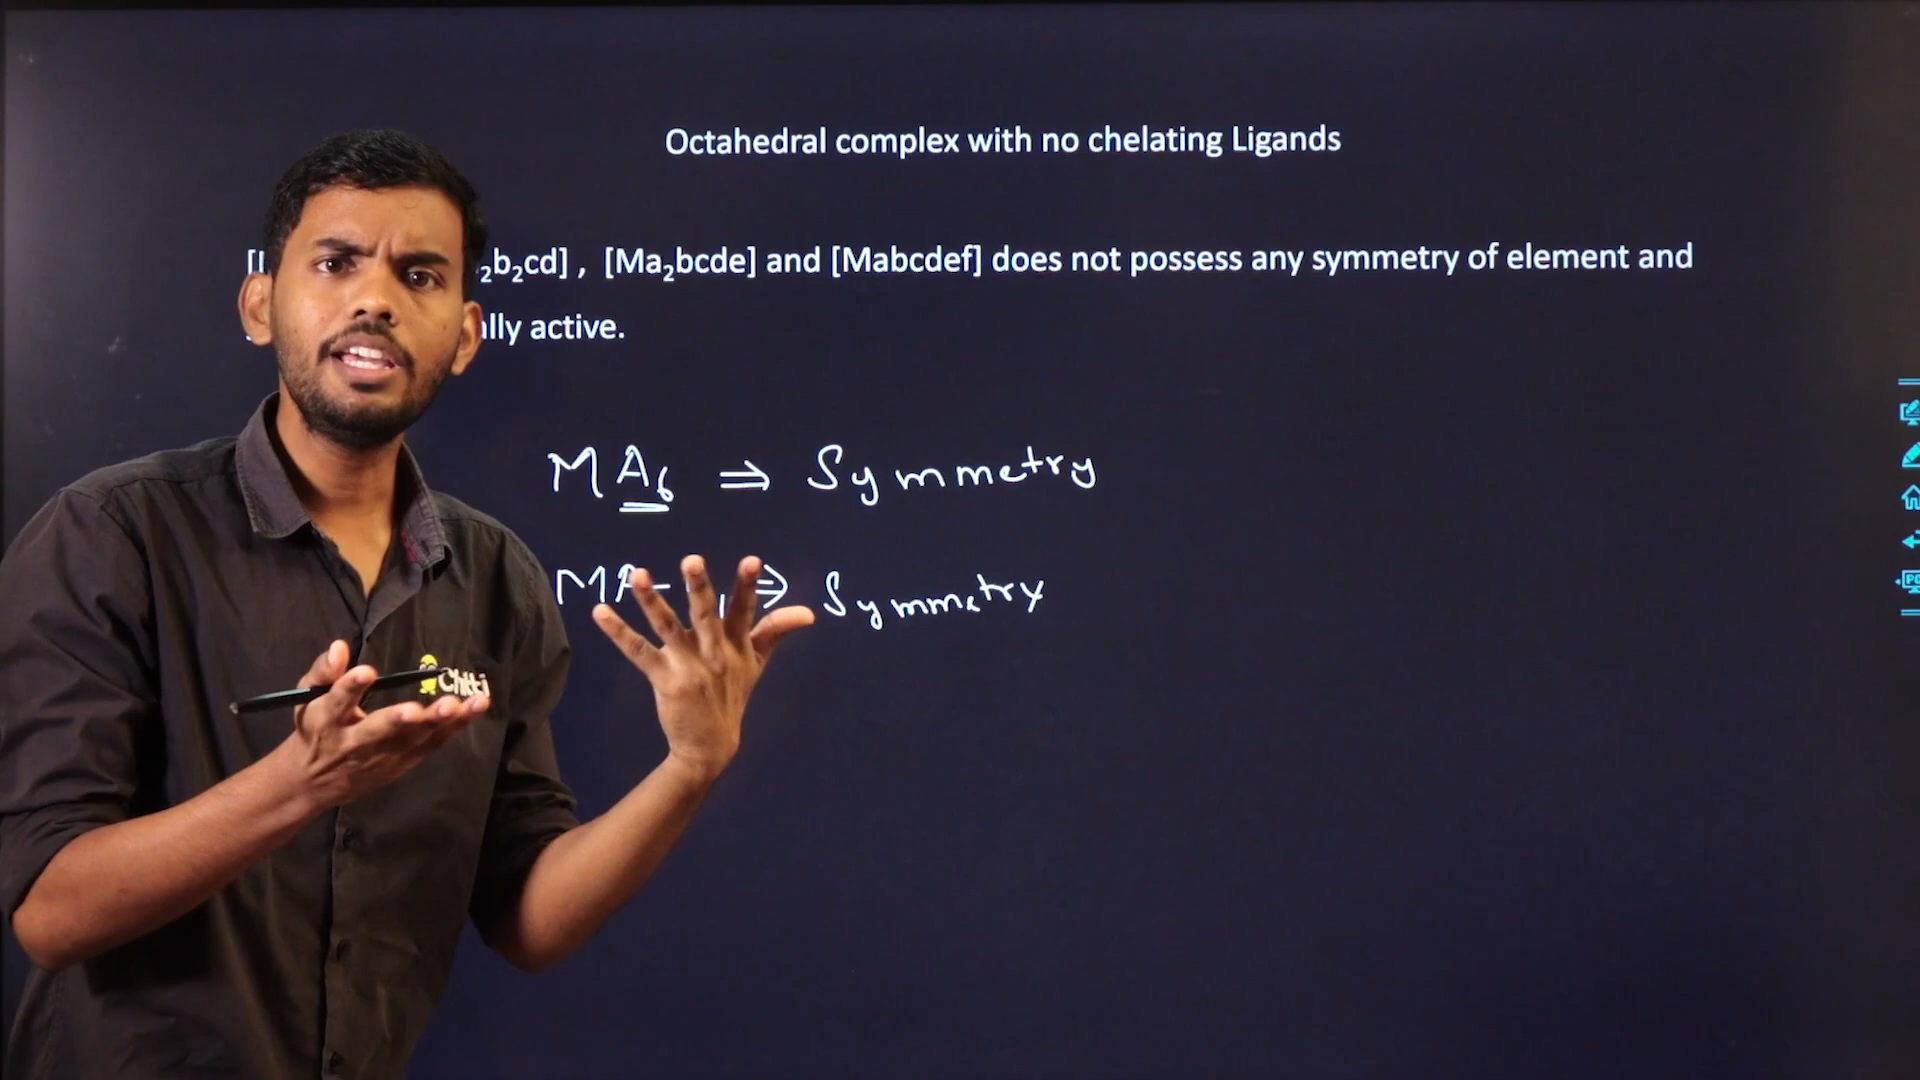 Octahedral complex with no chelating Ligands
₂b₂cd] , [Ma₂bcde] and [Mabcdef] does not possess any symmetry of element and
active.
MA₆ ⇒ Symmetry
⇒ Symmetry
Chitti